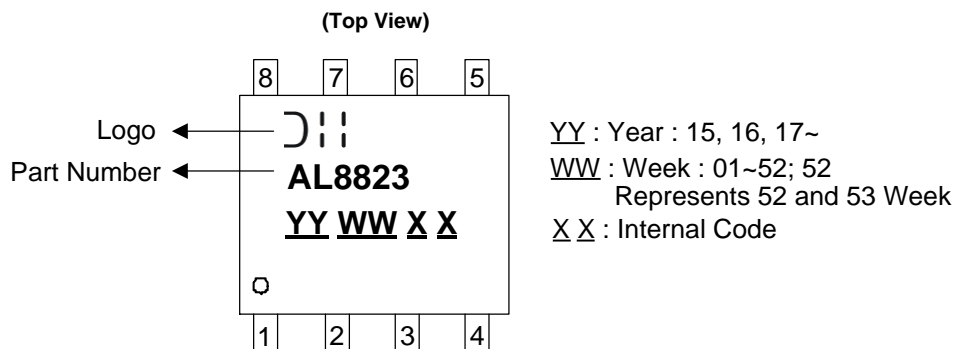 (Top View)
8 7 6 5
Logo
Part Number
AL8823
YY WW X X
YY : Year : 15, 16, 17~
WW : Week : 01~52; 52
Represents 52 and 53 Week
X X : Internal Code
1 2 3 4